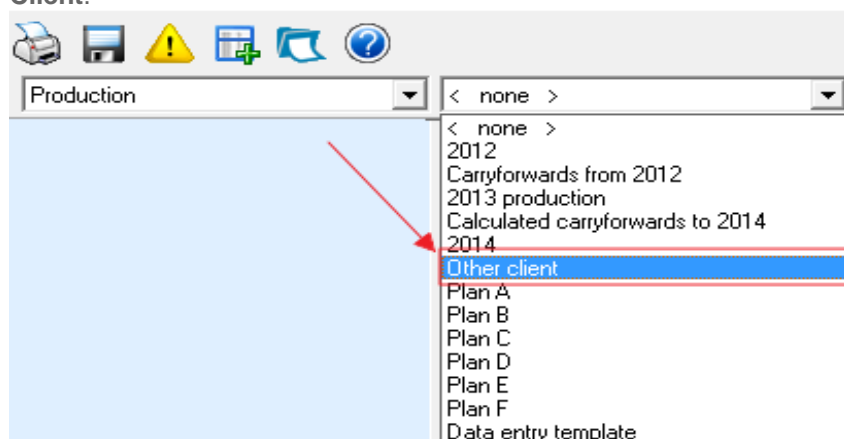 Client.
Production
< none >
< none >
2012
Carryforwards from 2012
2013 production
Calculated carryforwards to 2014
2014
Other client
Plan A
Plan B
Plan C
Plan D
Plan E
Plan F
Data entry template